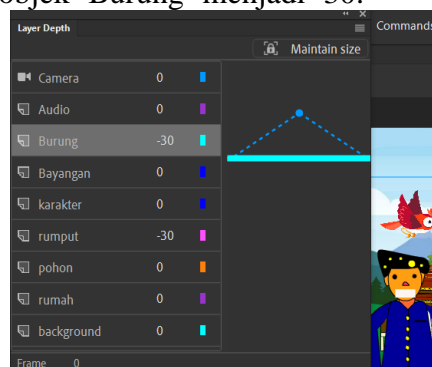 objek Burung menjadi 30.
Layer Depth
Commands
Maintain size
Camera 0
Audio 0
Burung -30
Bayangan 0
karakter 0
rumput -30
pohon 0
rumah 0
background 0
Frame 0